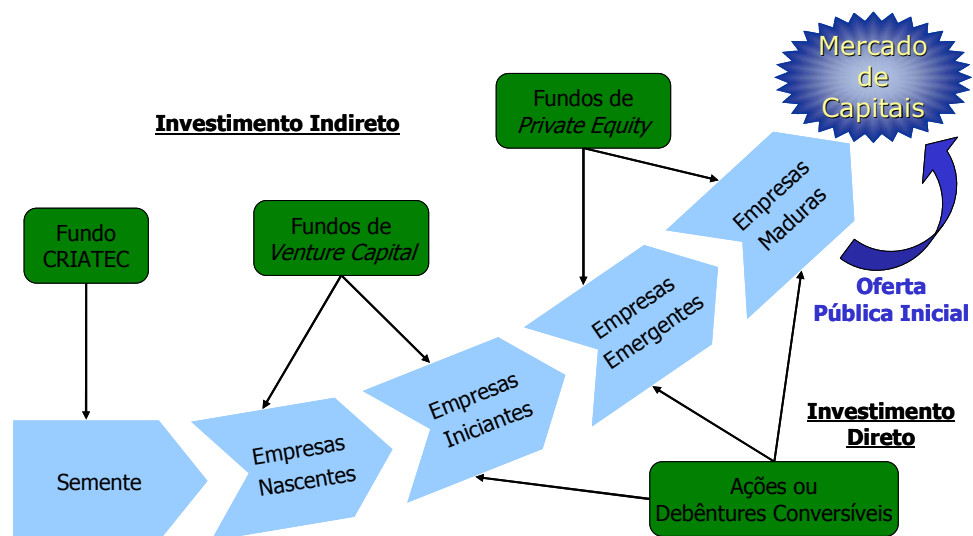 Mercado
de
Capitais
Fundos de
Private Equity
Investimento Indireto
Empresas
Maduras
Fundos de
Venture Capital
Fundo
CRIATEC
Oferta
Pública Inicial
Empresas
Emergentes
Empresas
Iniciantes
Investimento
Direto
Empresas
Nascentes
Semente
Ações ou
Debêntures Conversíveis